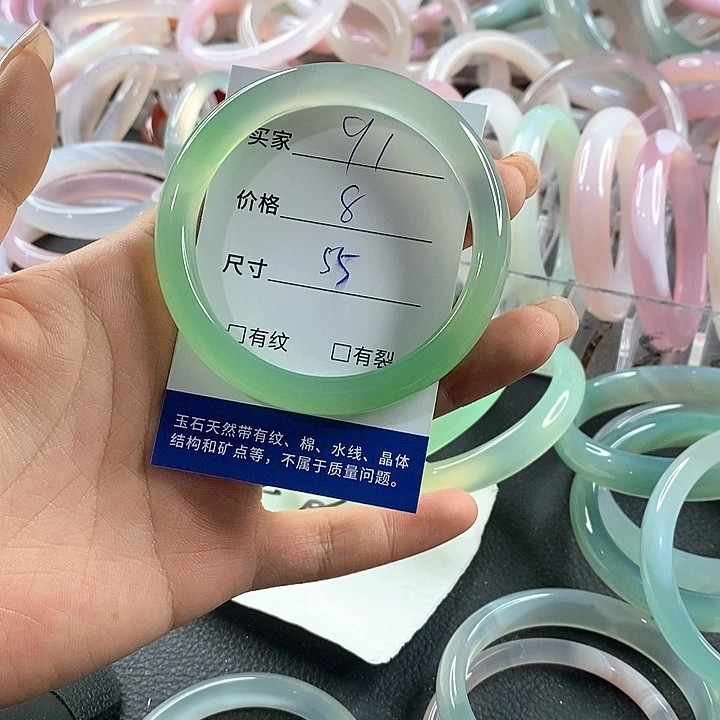 买家 91
价格 8
尺寸 55
□有纹 □有裂
玉石天然带有纹、棉、水线、晶体
结构和矿点等，不属于质量问题。